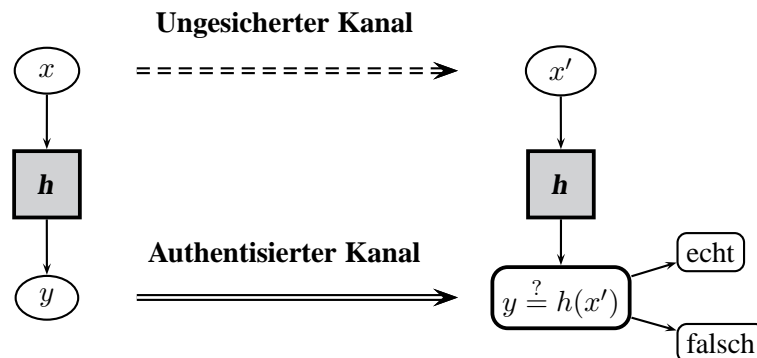 Ungesicherter Kanal
x
x′
h
h
Authentisierter Kanal
echt
y
y ≟ h(x′)
falsch